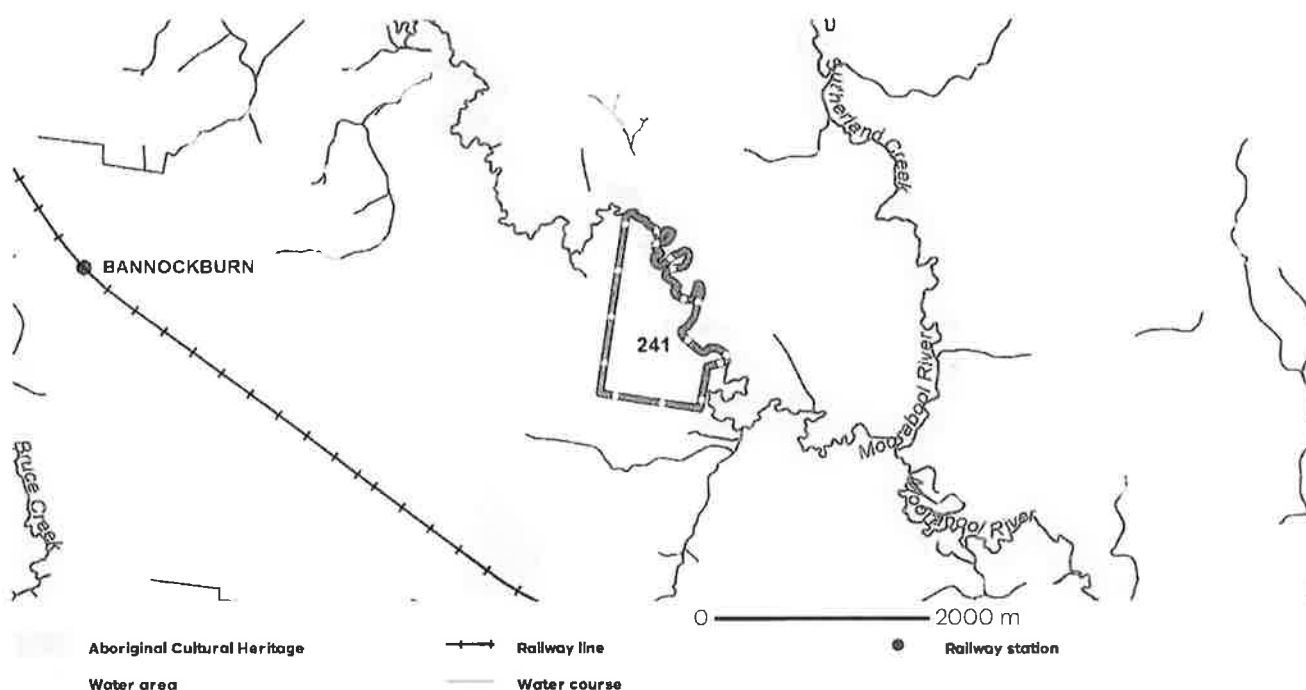 U
Sutherland Creek
BANNOCKBURN
241
Moorabool River
Moorabool River
Bruce Creek
River
0 2000 m
Aboriginal Cultural Heritage
Railway line
Railway station
Water area
Water course